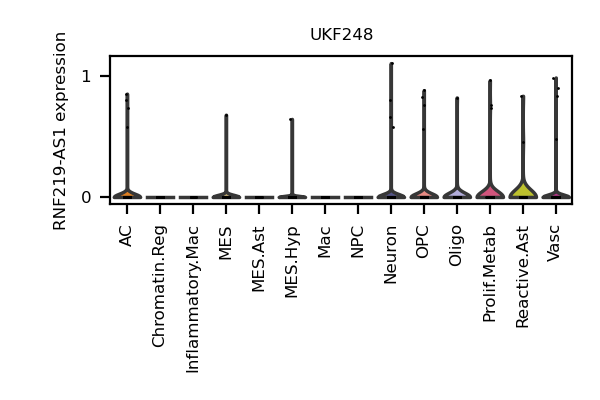 UKF248
RNF219-AS1 expression
1
0
AC
Chromatin.Reg
Inflammatory.Mac
MES
MES.Ast
MES.Hyp
Mac
NPC
Neuron
OPC
Oligo
Prolif.Metab
Reactive.Ast
Vasc